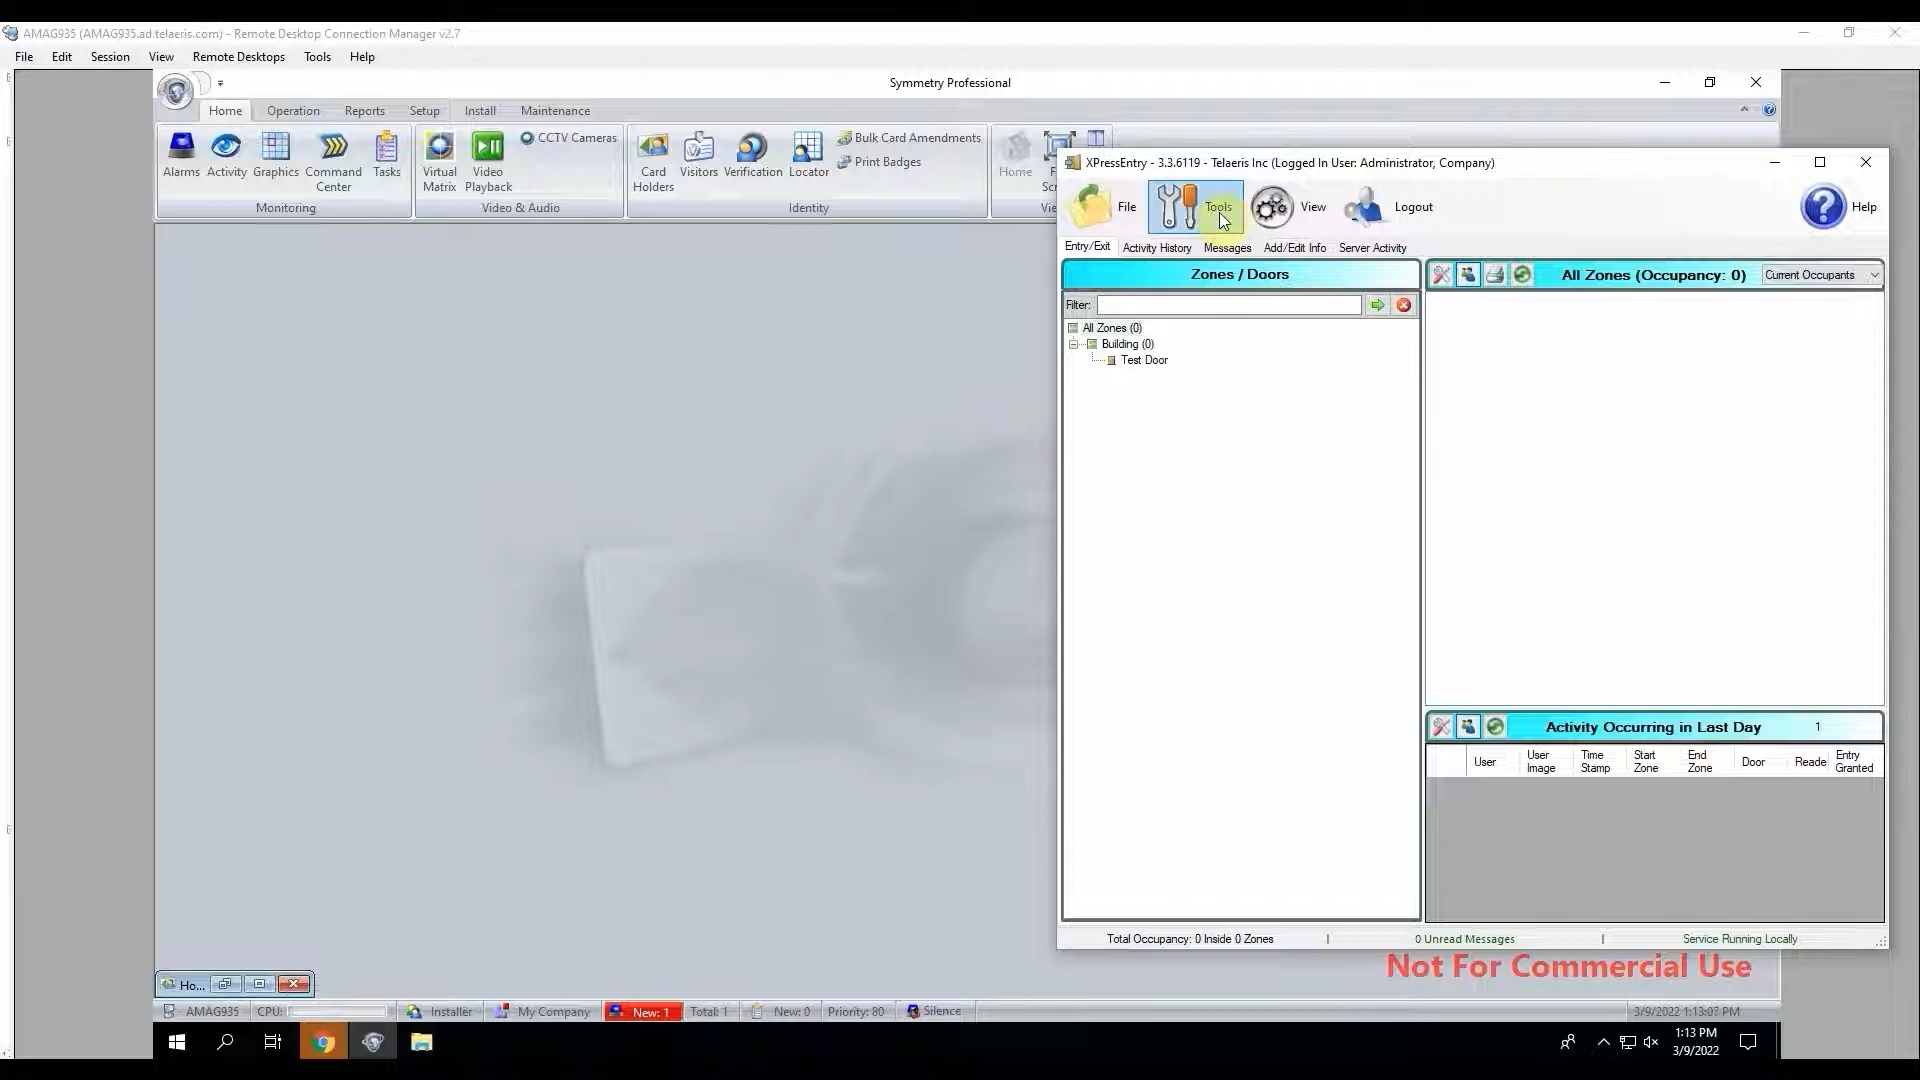 AMAG935 (AMAG935.ad.telaeris.com) - Remote Desktop Connection Manager v2.7
File Edit Session View Remote Desktops Tools Help
Symmetry Professional
Home Operation Reports Setup Install Maintenance
Alarms Activity Graphics Command Center Tasks
Monitoring
Virtual Matrix Video Playback CCTV Cameras
Video & Audio
Card Holders Visitors Verification Locator
Bulk Card Amendments
Print Badges
Identity
Home
XPressEntry - 3.3.6119 - Telaeris Inc (Logged In User: Administrator, Company)
File Tools View Logout Help
Entry/Exit Activity History Messages Add/Edit Info Server Activity
Zones / Doors
Filter:
All Zones (0)
Building (0)
Test Door
All Zones (Occupancy: 0) Current Occupants
Activity Occurring in Last Day 1
User User Image Time Stamp Start Zone End Zone Door Reade Entry Granted
Total Occupancy: 0 Inside 0 Zones | 0 Unread Messages | Service Running Locally
Not For Commercial Use
Ho...
AMAG935 CPU: Installer My Company New: 1 Total: 1 New: 0 Priority: 80 Silence 3/9/2022 1:13:07 PM
1:13 PM
3/9/2022